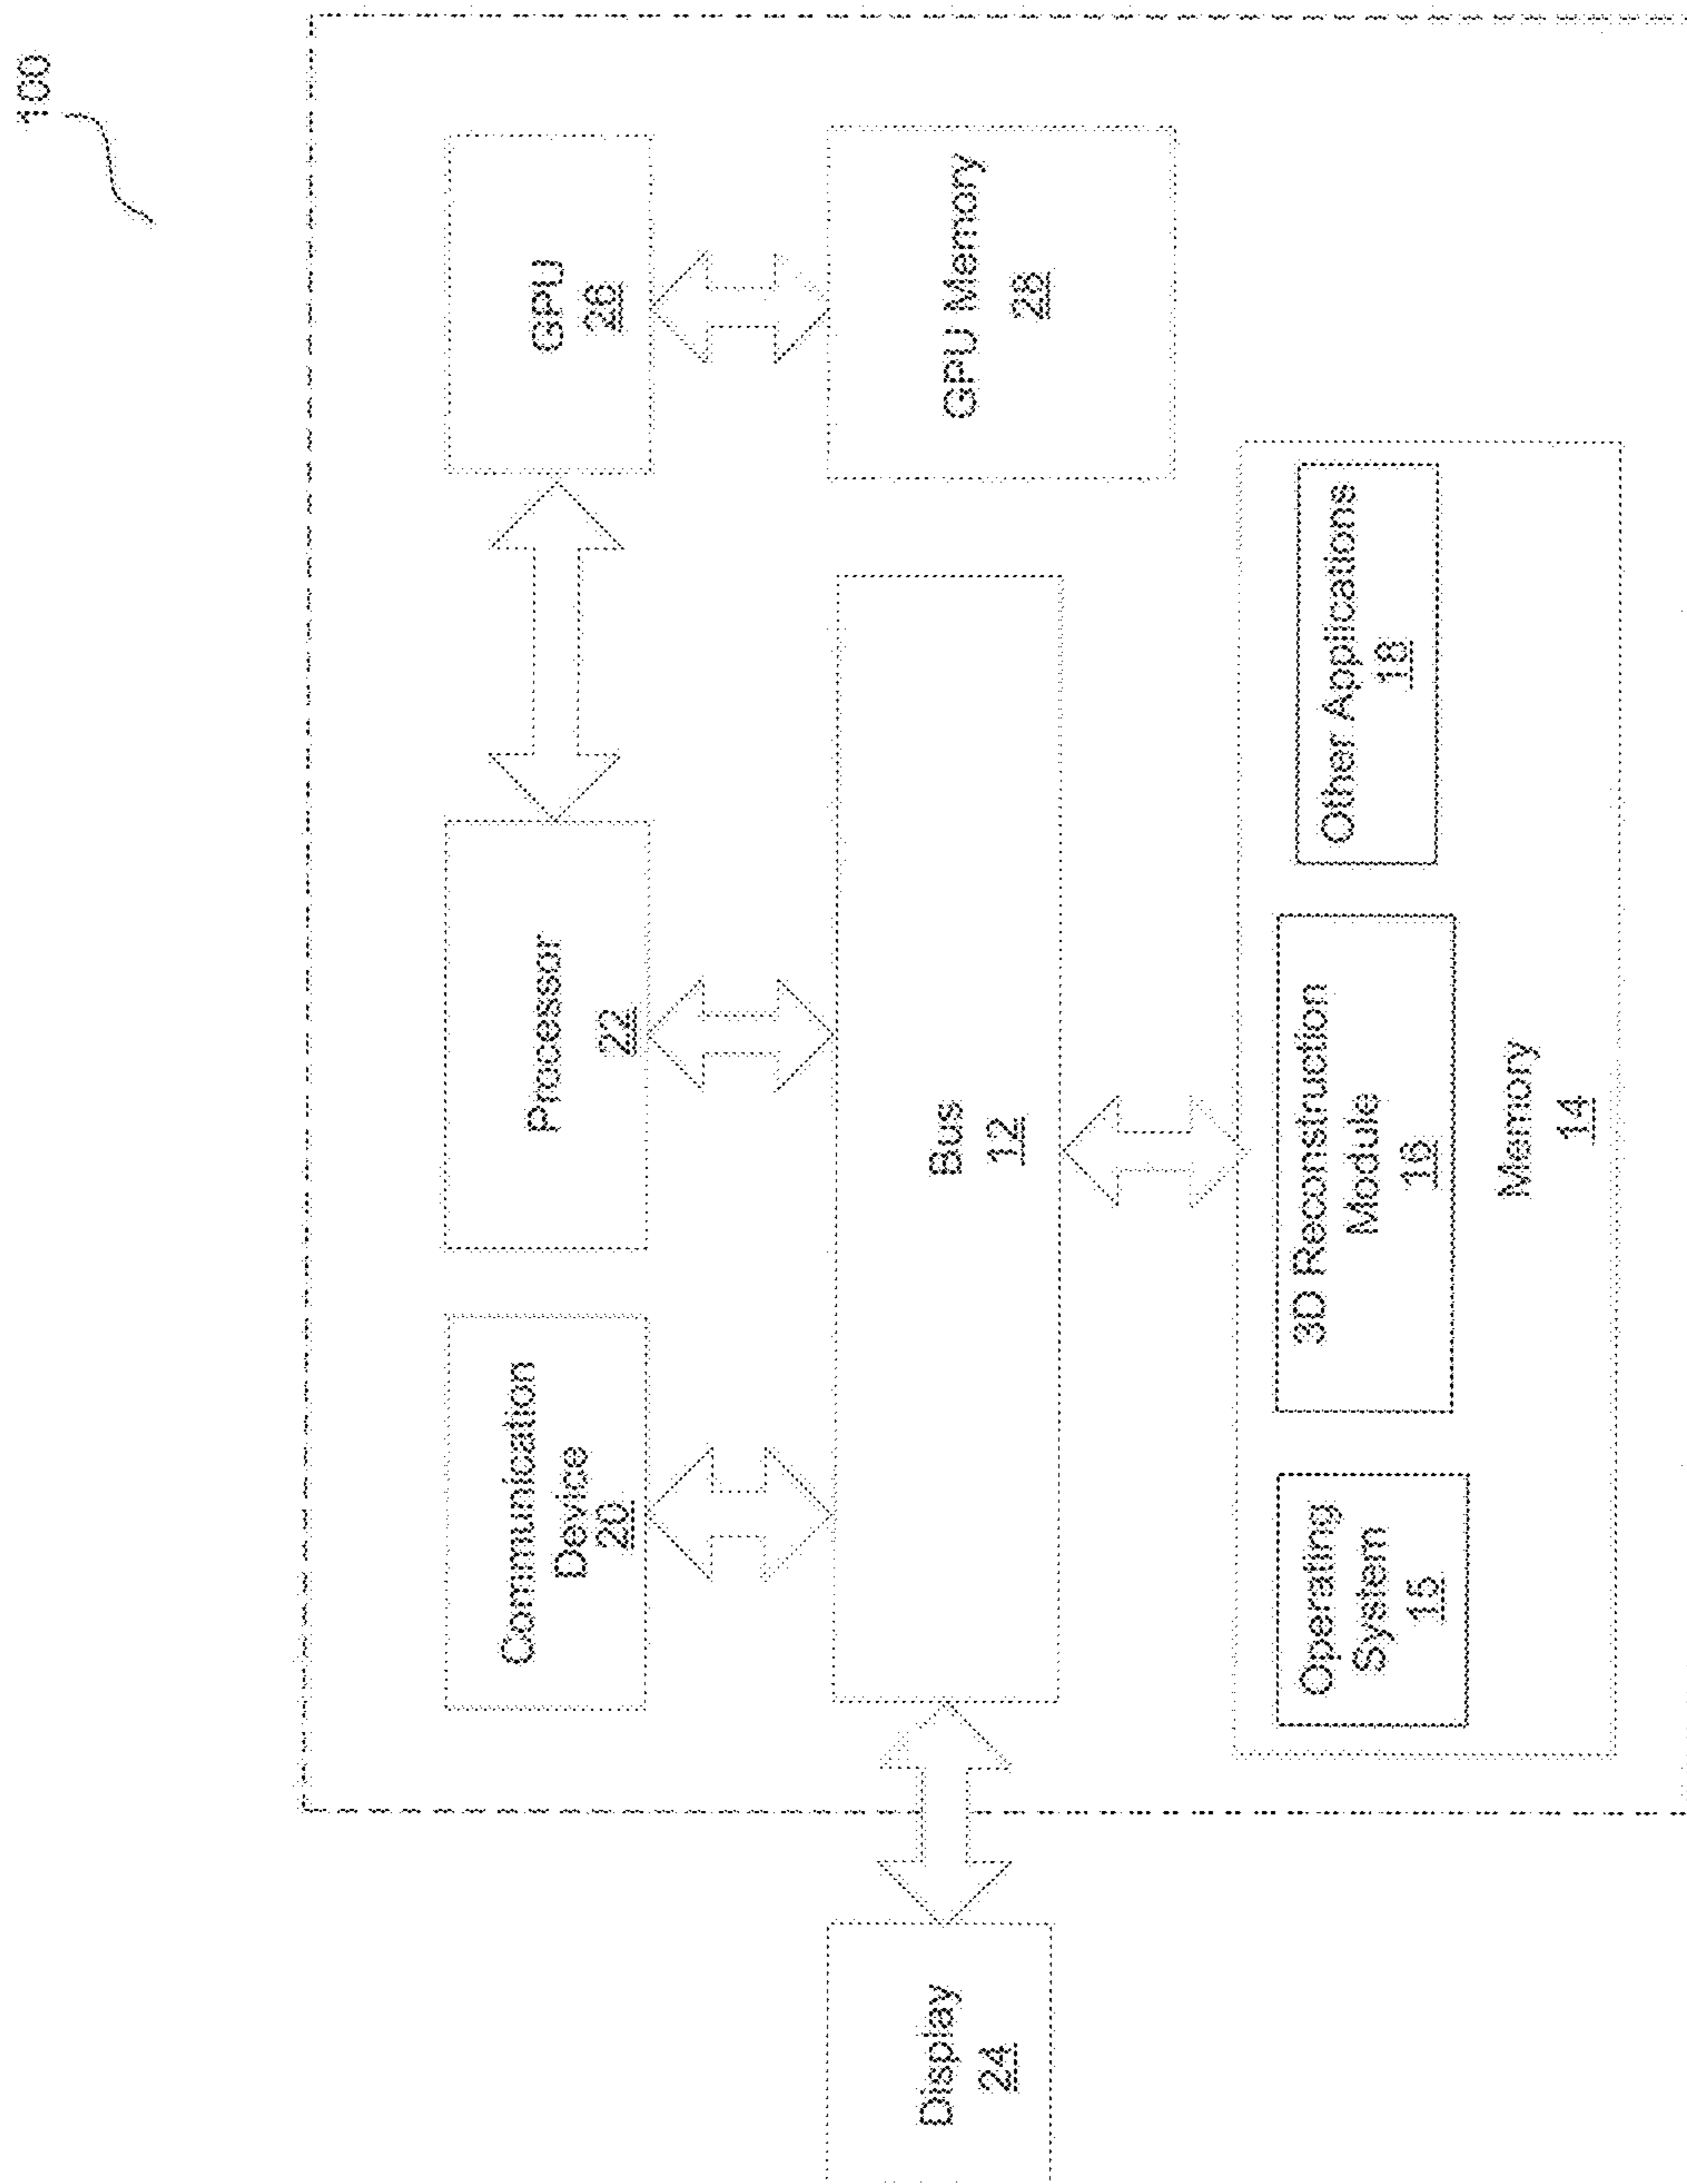 100
Communication
Device
20
Processor
22
GPU
26
Display
24
Bus
12
GPU Memory
28
Operating
System
15
3D Reconstruction
Module
16
Other Applications
18
Memory
14